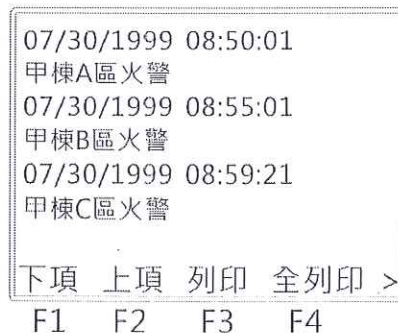 07/30/1999 08:50:01
甲棟A區火警
07/30/1999 08:55:01
甲棟B區火警
07/30/1999 08:59:21
甲棟C區火警
下項 上項 列印 全列印 >
F1 F2 F3 F4